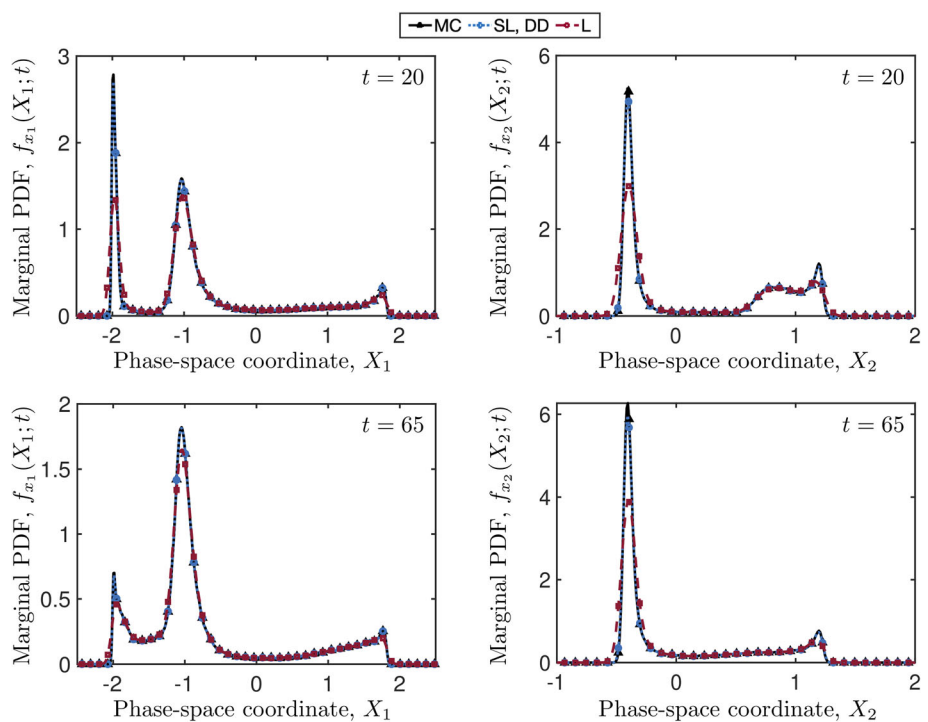 MC SL, DD L
Marginal PDF, f_{x_1}(X_1; t)
3
2
1
0
t = 20
-2 -1 0 1 2
Phase-space coordinate, X_1
Marginal PDF, f_{x_2}(X_2; t)
6
4
2
0
t = 20
-1 0 1 2
Phase-space coordinate, X_2
Marginal PDF, f_{x_1}(X_1; t)
2
1.5
1
0.5
0
t = 65
-2 -1 0 1 2
Phase-space coordinate, X_1
Marginal PDF, f_{x_2}(X_2; t)
6
4
2
0
t = 65
-1 0 1 2
Phase-space coordinate, X_2